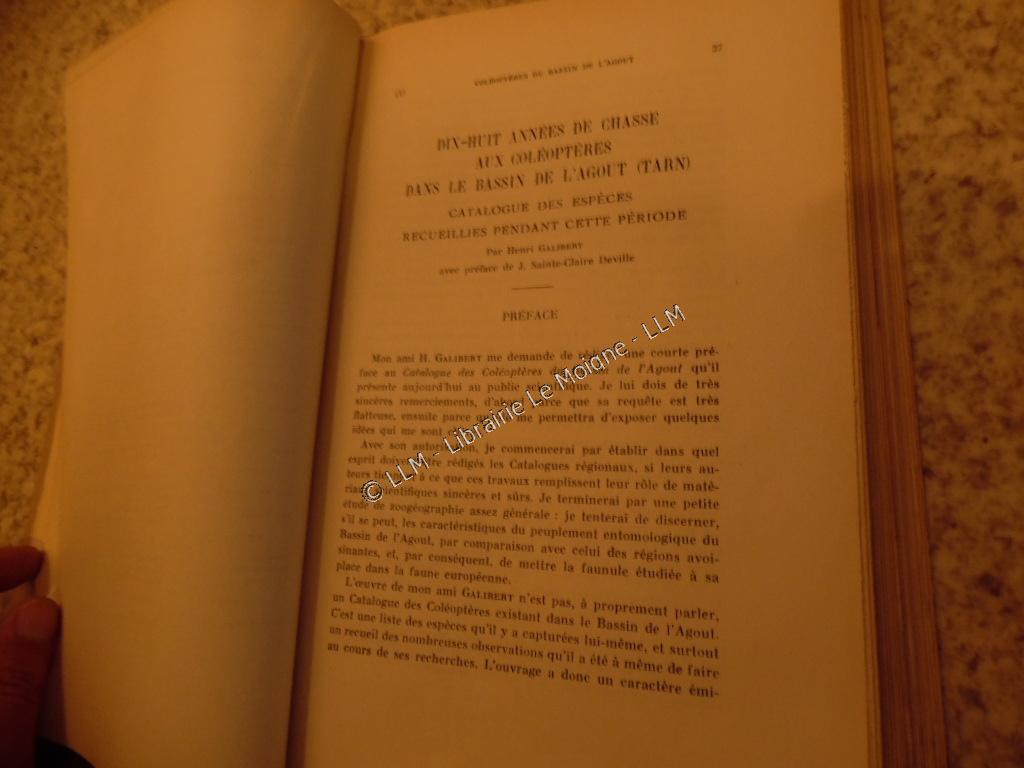 (1) COLÉOPTÈRES DU BASSIN DE L'AGOUT 37
DIX-HUIT ANNÉES DE CHASSE
AUX COLÉOPTÈRES
DANS LE BASSIN DE L'AGOUT (TARN)
CATALOGUE DES ESPÈCES
RECUEILLIES PENDANT CETTE PÉRIODE
Par Henri GALIBERT
avec préface de J. Sainte-Claire Deville
PRÉFACE
Mon ami H. GALIBERT me demande de une courte pré-
face au Catalogue des Coléoptères de l'Agout qu'il
présente aujourd'hui au public Je lui dois de très
sincères remerciements, parce que sa requête est très
flatteuse, ensuite parce me permettra d'exposer quelques
idées qui me sont
Avec son je commencerai par établir dans quel
esprit rédigés les Catalogues régionaux, si leurs au-
teurs à ce que ces travaux remplissent leur rôle de maté-
scientifiques sincères et sûrs. Je terminerai par une petite
étude de zoogéographie assez générale : je tenterai de discerner,
s'il se peut, les caractéristiques du peuplement entomologique du
Bassin de l'Agout, par comparaison avec celui des régions avoi-
sinantes, et, par conséquent, de mettre la faunule étudiée à sa
place dans la faune européenne.
L'œuvre de mon ami GALIBERT n'est pas, à proprement parler,
un Catalogue des Coléoptères existant dans le Bassin de l'Agout.
C'est une liste des espèces qu'il y a capturées lui-même, et surtout
un recueil des nombreuses observations qu'il a été à même de faire
au cours de ses recherches. L'ouvrage a donc un caractère émi-
© LLM - Librairie Le Moigne - LLM